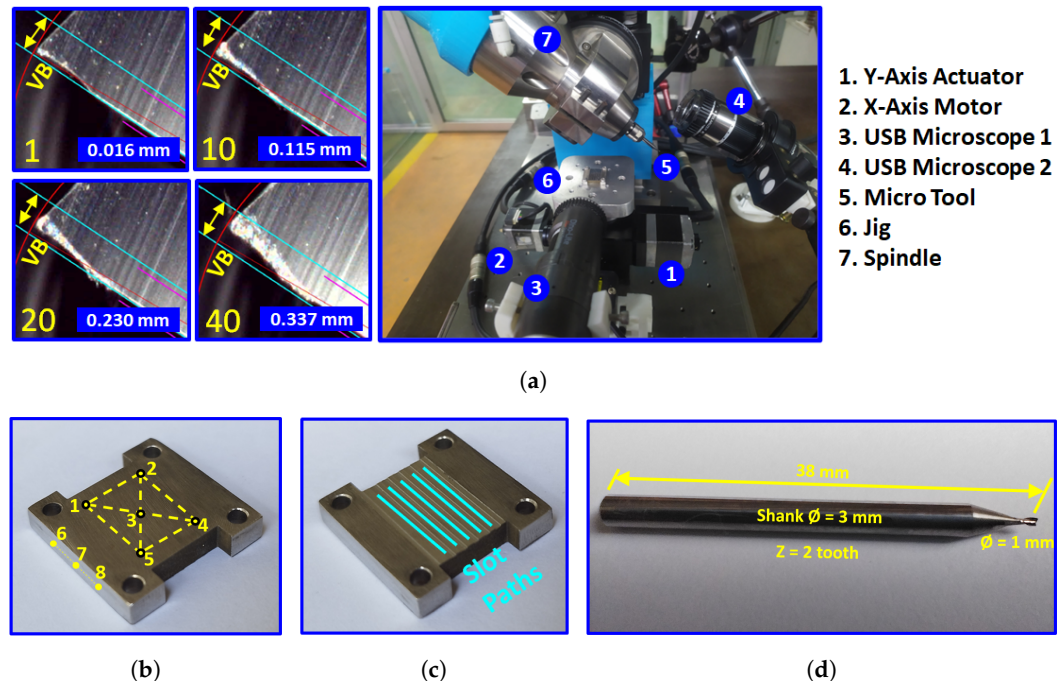 VB
1
0.016 mm
VB
10
0.115 mm
VB
20
0.230 mm
VB
40
0.337 mm
7
4
5
6
2
3
1
1. Y-Axis Actuator
2. X-Axis Motor
3. USB Microscope 1
4. USB Microscope 2
5. Micro Tool
6. Jig
7. Spindle
(a)
2
1
3
4
5
6
7
8
(b)
Slot
Paths
(c)
38 mm
Shank Ø = 3 mm
Z = 2 tooth
Ø = 1 mm
(d)